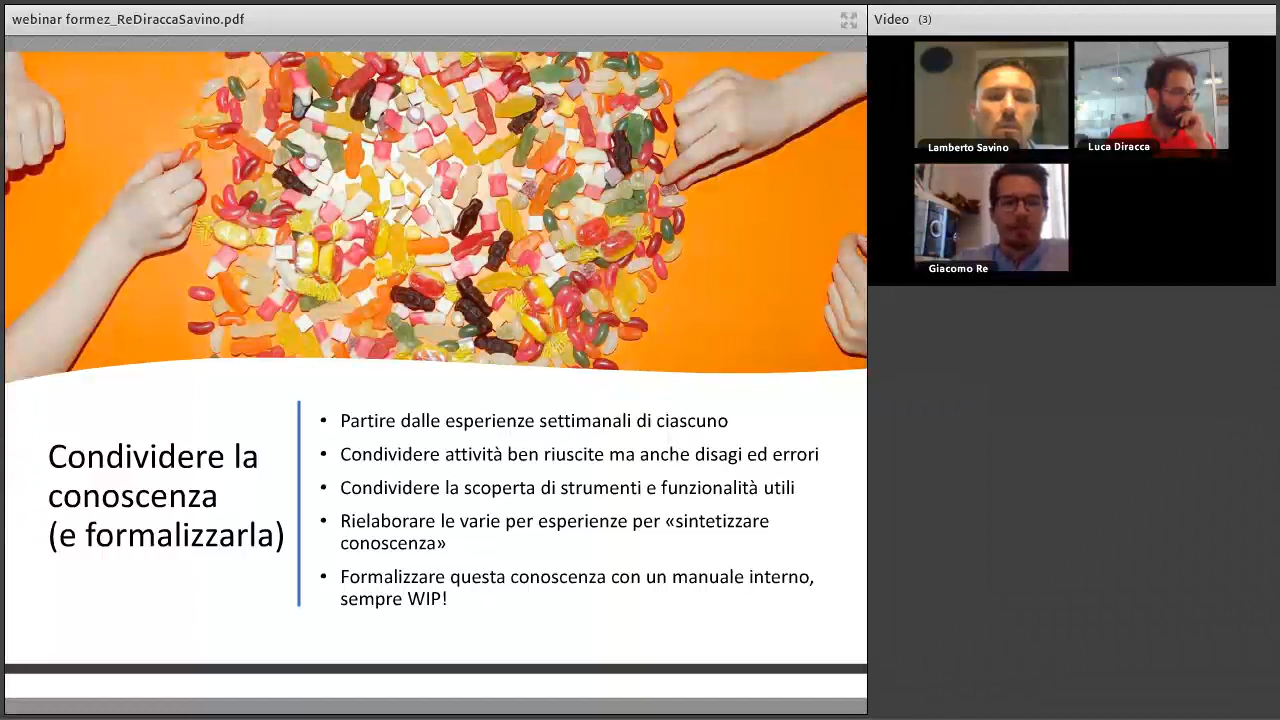 webinar formez_ReDiraccaSavino.pdf
Video (3)
Lamberto Savino
Luca Diracca
Giacomo Re
Condividere la
conoscenza
(e formalizzarla)
• Partire dalle esperienze settimanali di ciascuno
• Condividere attività ben riuscite ma anche disagi ed errori
• Condividere la scoperta di strumenti e funzionalità utili
• Rielaborare le varie per esperienze per «sintetizzare
conoscenza»
• Formalizzare questa conoscenza con un manuale interno,
sempre WIP!